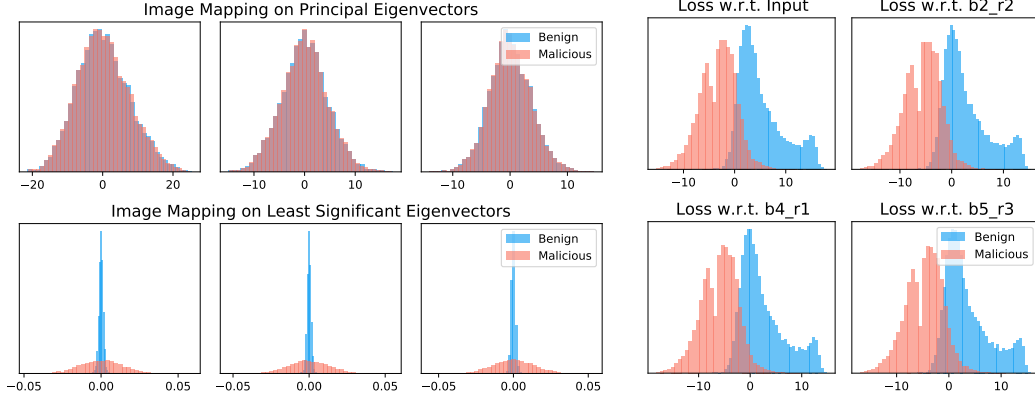 Image Mapping on Principal Eigenvectors
Benign
Malicious
−20 0 20
−10 0 10
−10 0 10
Image Mapping on Least Significant Eigenvectors
Benign
Malicious
−0.05 0.00 0.05
−0.05 0.00 0.05
−0.05 0.00 0.05
Loss w.r.t. Input
−10 0 10
Loss w.r.t. b2_r2
−10 0 10
Loss w.r.t. b4_r1
−10 0 10
Loss w.r.t. b5_r3
Benign
Malicious
−10 0 10